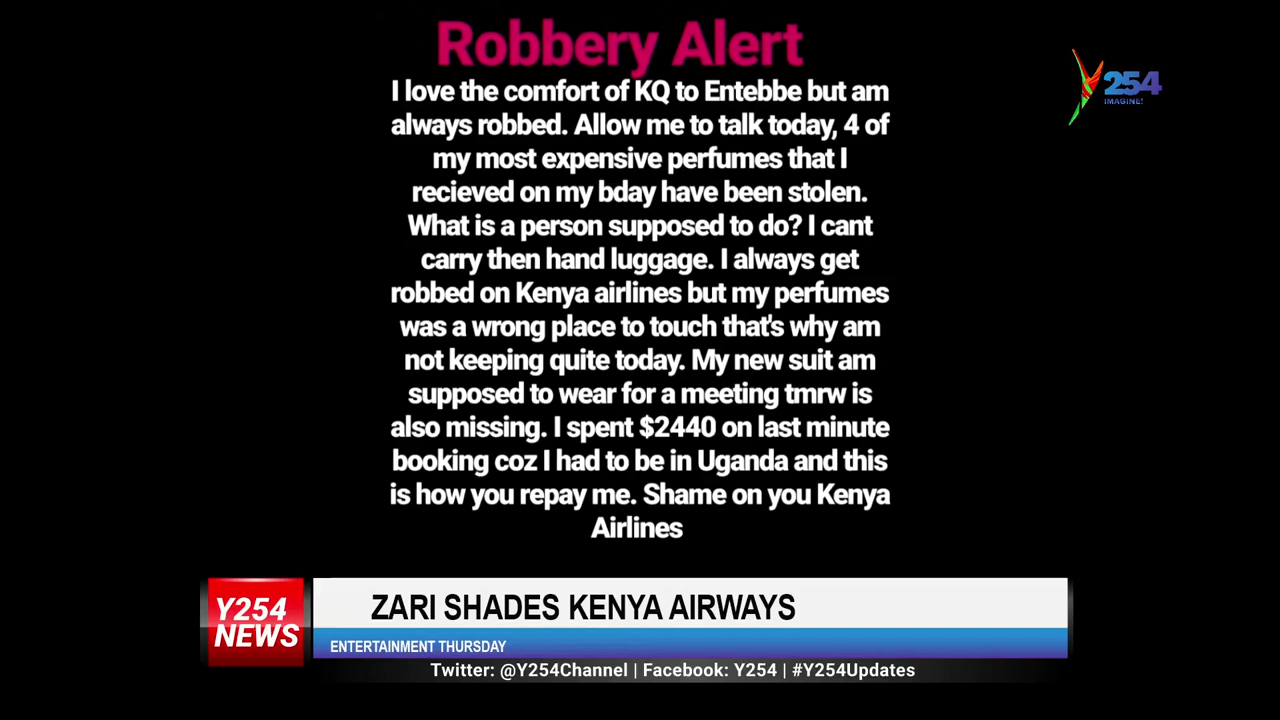 Robbery Alert
I love the comfort of KQ to Entebbe but am
always robbed. Allow me to talk today, 4 of
my most expensive perfumes that I
recieved on my bday have been stolen.
What is a person supposed to do? I cant
carry then hand luggage. I always get
robbed on Kenya airlines but my perfumes
was a wrong place to touch that's why am
not keeping quite today. My new suit am
supposed to wear for a meeting tmrw is
also missing. I spent $2440 on last minute
booking coz I had to be in Uganda and this
is how you repay me. Shame on you Kenya
Airlines
Y254
IMAGINE!
Y254
NEWS
ZARI SHADES KENYA AIRWAYS
ENTERTAINMENT THURSDAY
Twitter: @Y254Channel | Facebook: Y254 | #Y254Updates